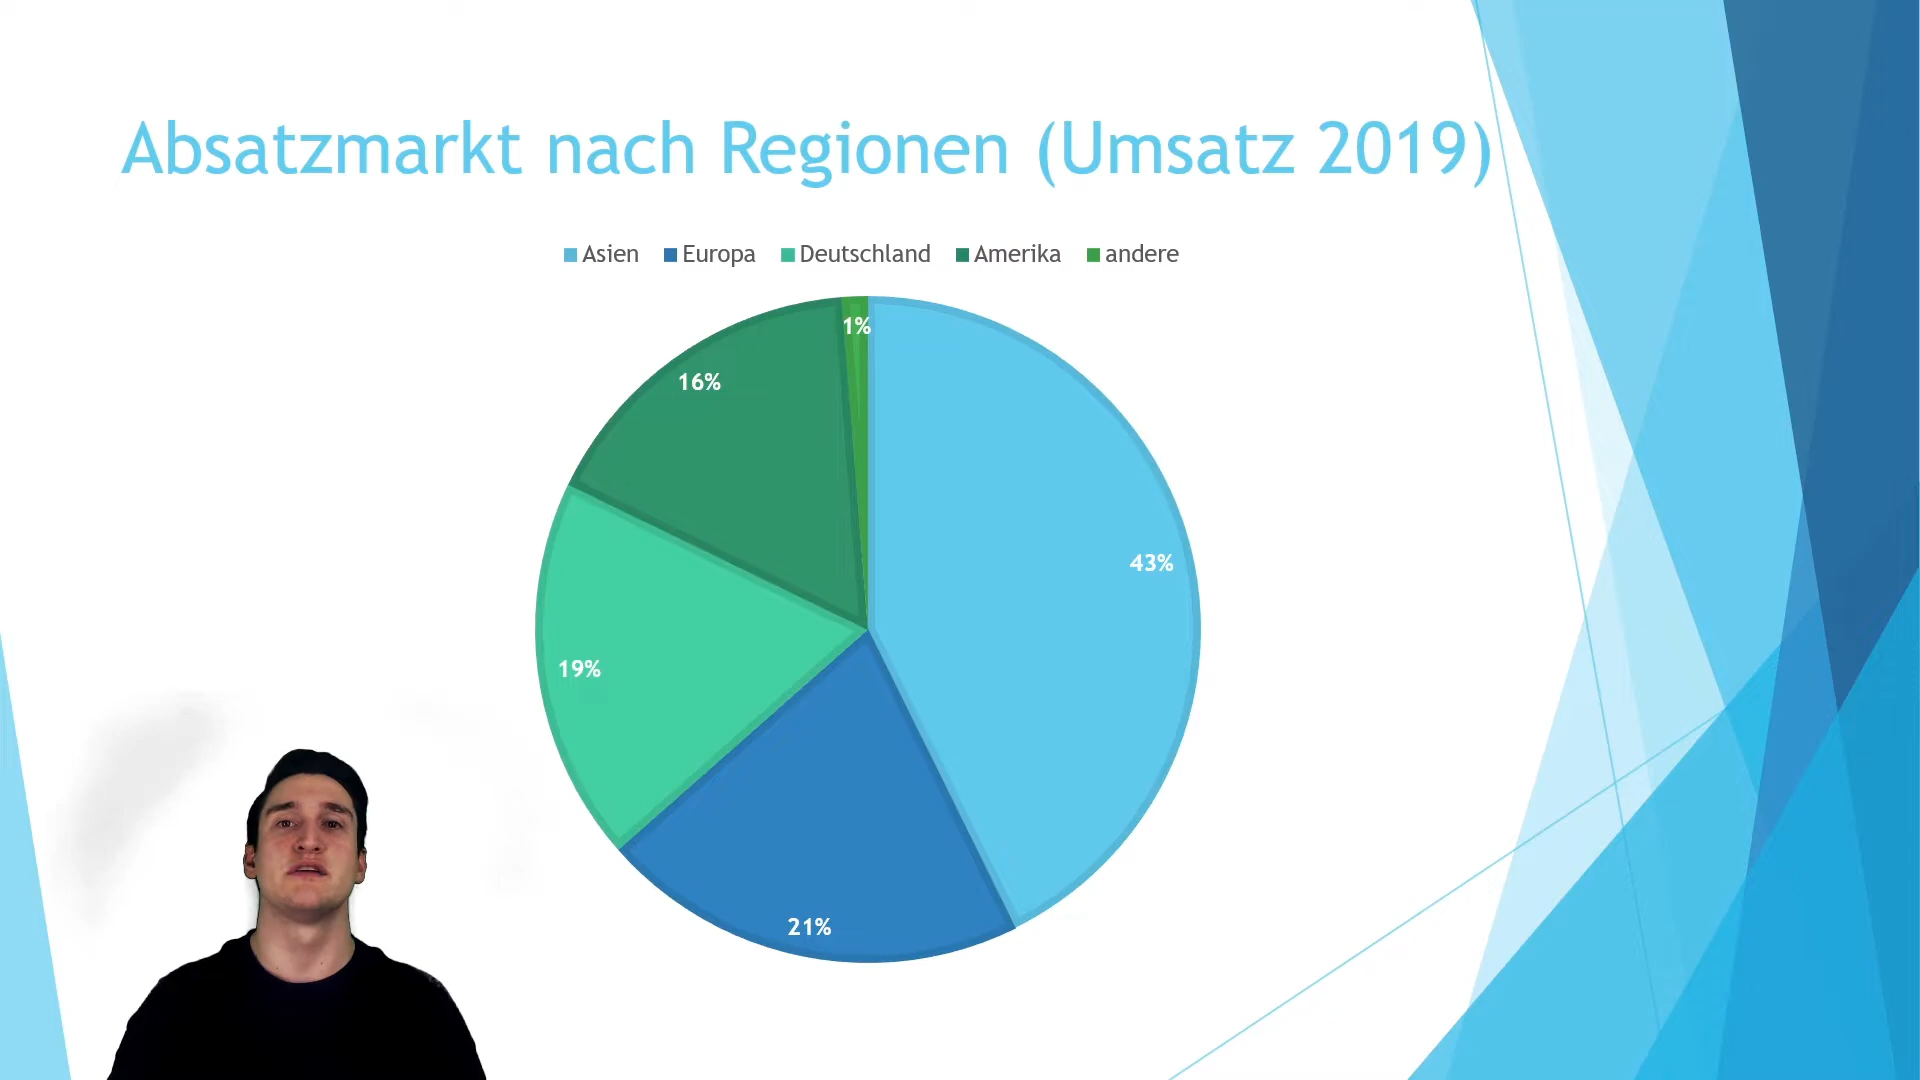 Absatzmarkt nach Regionen (Umsatz 2019)
Asien Europa Deutschland Amerika andere
1%
16%
43%
19%
21%